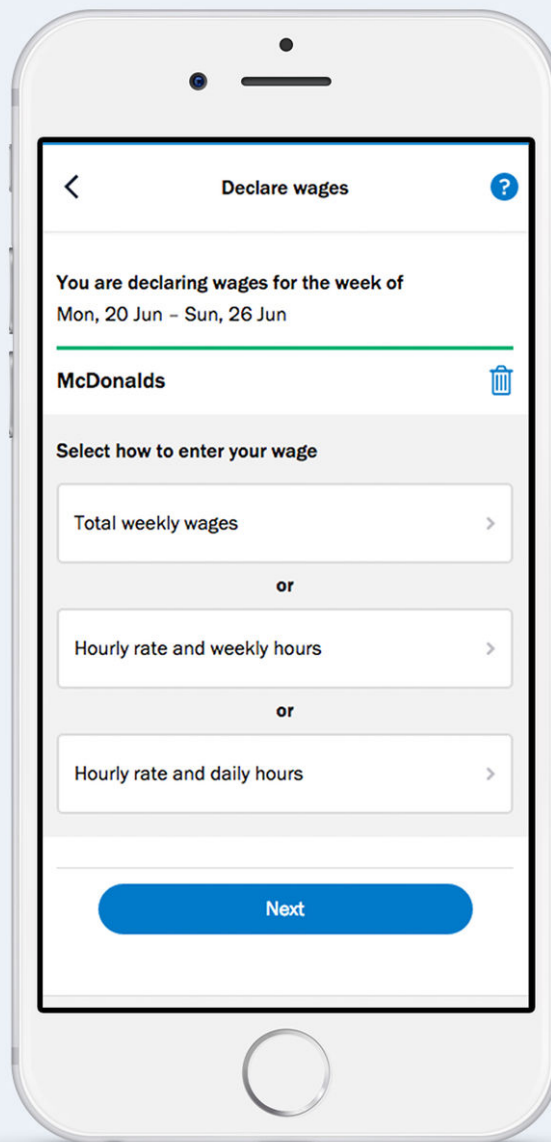 Declare wages
?
You are declaring wages for the week of
Mon, 20 Jun – Sun, 26 Jun
McDonalds
Select how to enter your wage
Total weekly wages
or
Hourly rate and weekly hours
or
Hourly rate and daily hours
Next